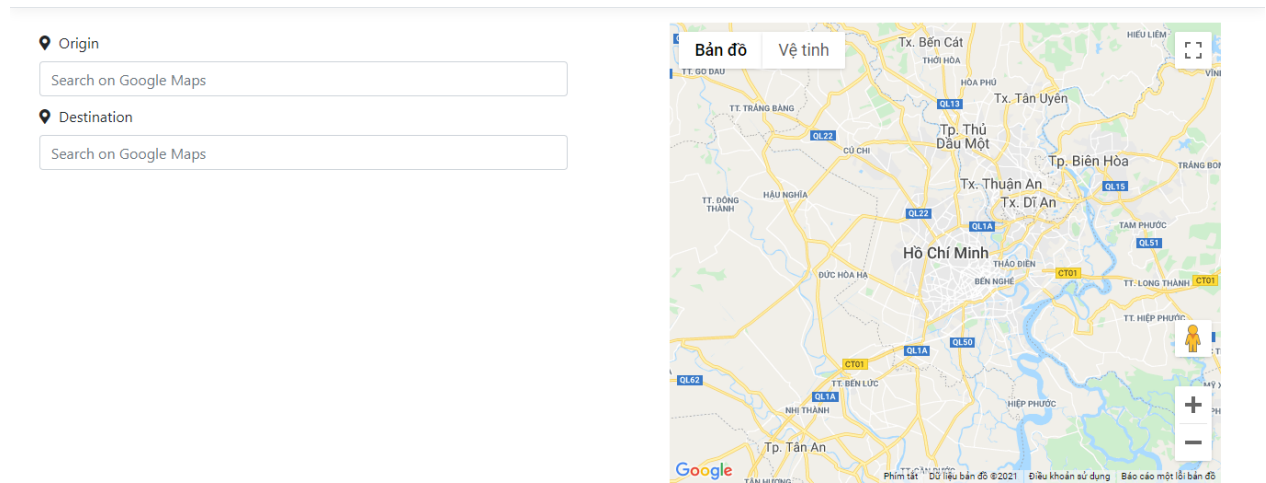 Origin
Search on Google Maps
Destination
Search on Google Maps
Bản đồ
Vệ tinh
Tx. Bến Cát
HIẾU LIÊM
THỚI HÒA
TT. GÒ DẦU
HÒA PHÚ
TT. TRẢNG BÀNG
QL13
Tx. Tân Uyên
QL22
Tp. Thủ
Dầu Một
CỦ CHI
Tp. Biên Hòa
TRẢNG BOM
Tx. Thuận An
QL15
HẬU NGHĨA
TT. ĐÔNG
THÀNH
Tx. Dĩ An
QL22
QL1A
TAM PHƯỚC
QL51
Hồ Chí Minh
THẢO ĐIỀN
ĐỨC HÒA HẠ
BẾN NGHÉ
CT01
TT. LONG THÀNH
CT01
TT. HIỆP PHƯỚC
QL50
QL1A
CT01
QL62
TT. BẾN LỨC
QL1A
NHỊ THÀNH
HIỆP PHƯỚC
Tp. Tân An
Google
TÂN HƯƠNG
Phím tắt
Dữ liệu bản đồ ©2021
Điều khoản sử dụng
Báo cáo một lỗi bản đồ